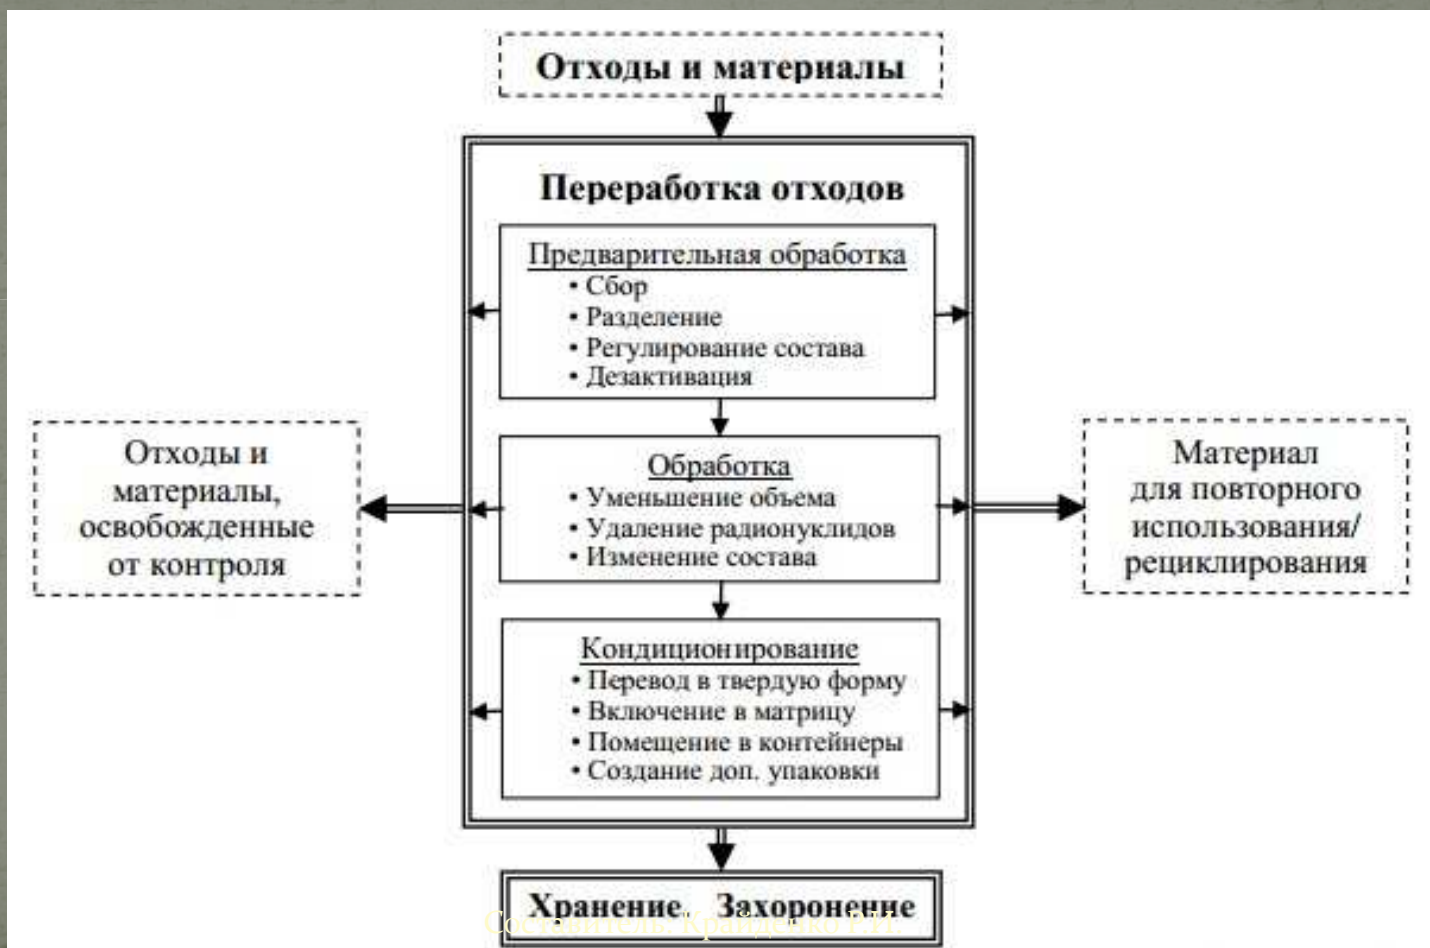 Отходы и материалы
Переработка отходов
Предварительная обработка
• Сбор
• Разделение
• Регулирование состава
• Дезактивация
Отходы и
материалы,
освобожденные
от контроля
Обработка
• Уменьшение объема
• Удаление радионуклидов
• Изменение состава
Материал
для повторного
использования/
рециклирования
Кондиционирование
• Перевод в твердую форму
• Включение в матрицу
• Помещение в контейнеры
• Создание доп. упаковки
Хранение. Захоронение
Составитель: Крайденко Р.И.